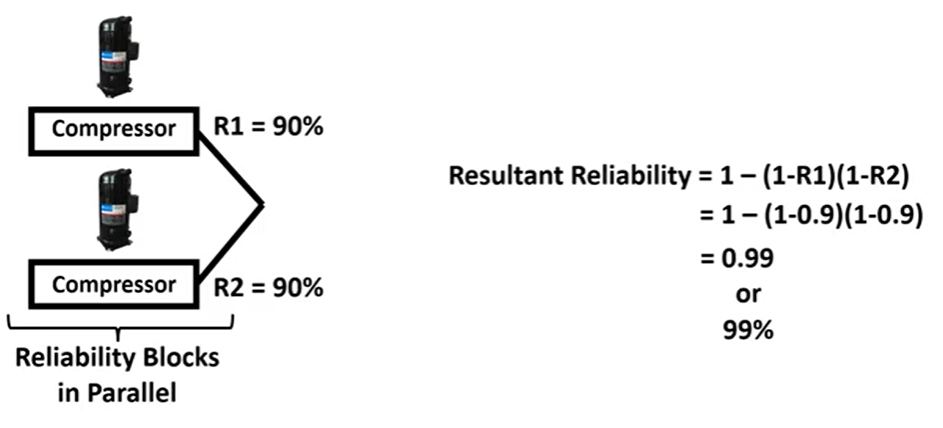 Compressor
R1 = 90%
Compressor
R2 = 90%
Reliability Blocks
in Parallel
Resultant Reliability = 1 – (1-R1)(1-R2)
= 1 – (1-0.9)(1-0.9)
= 0.99
or
99%